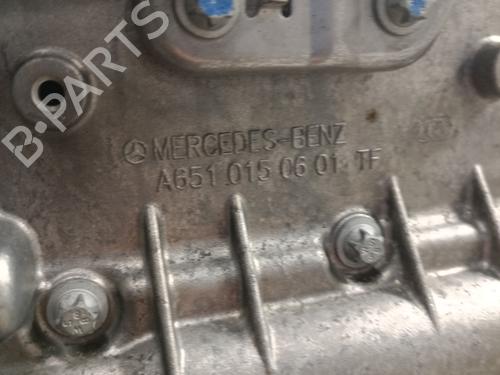 MERCEDES-BENZ
A651 015 06 01 TF
B-PARTS